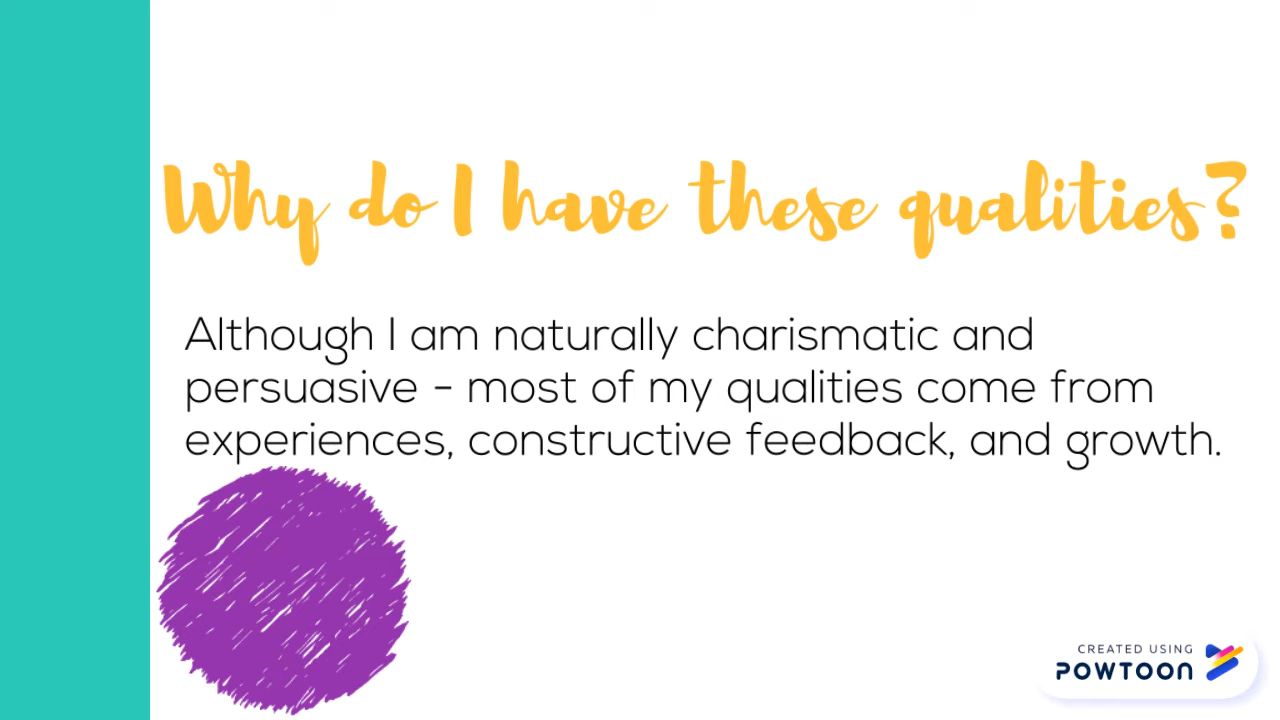 Why do I have these qualities?
Although I am naturally charismatic and
persuasive - most of my qualities come from
experiences, constructive feedback, and growth.
CREATED USING
POWTOON